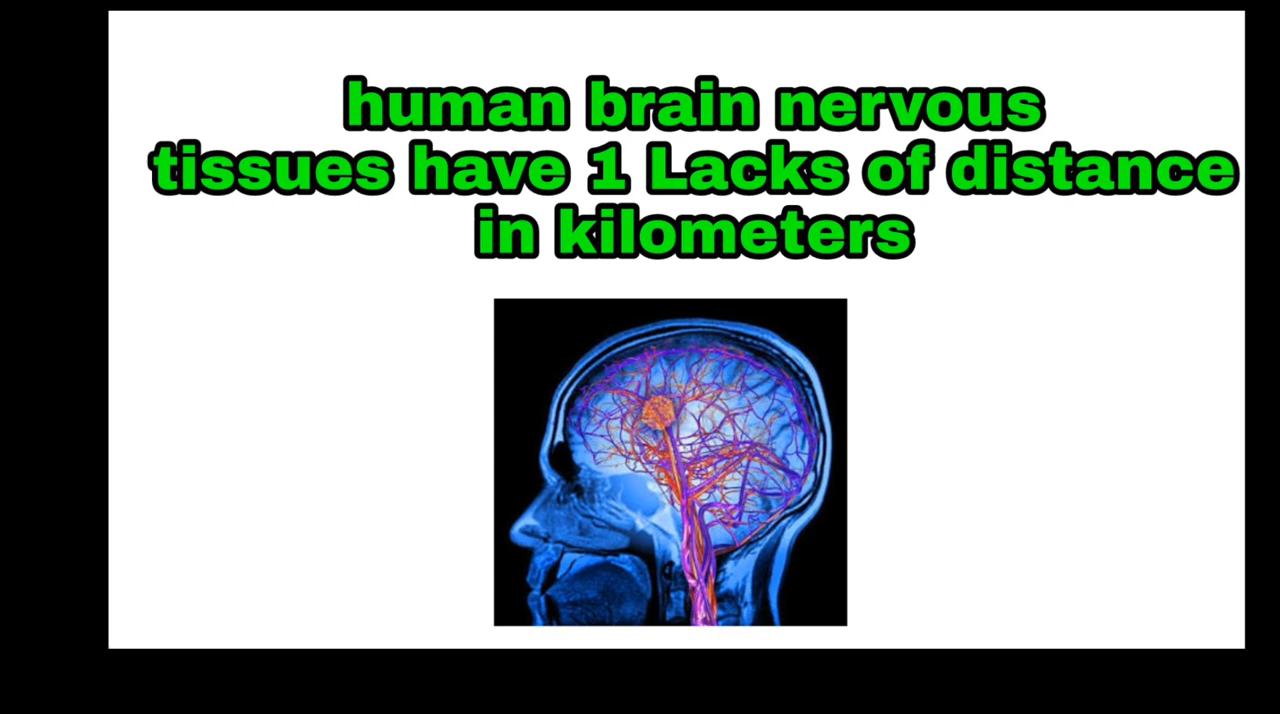 human brain nervous
tissues have 1 Lacks of distance
in kilometers